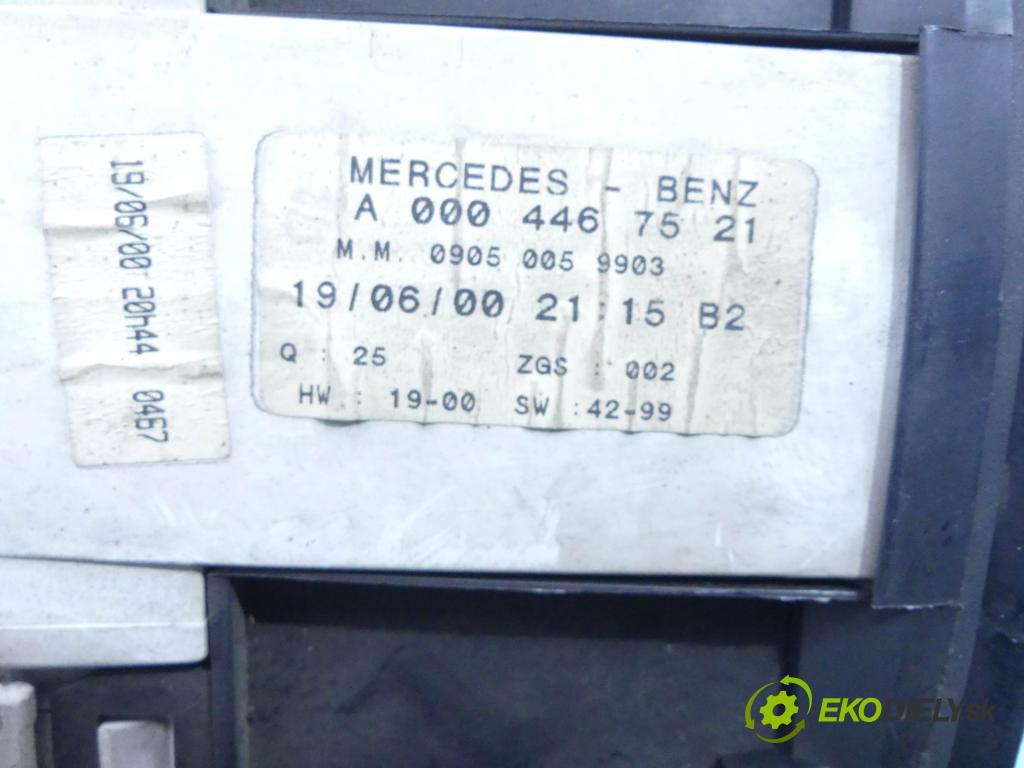 19/06/00 20h44 0467
MERCEDES - BENZ
A 000 446 75 21
M.M. 0905 005 9903
19/06/00 21:15 B2
Q : 25 ZGS : 002
HW : 19-00 SW :42-99
EKODIELY.sk